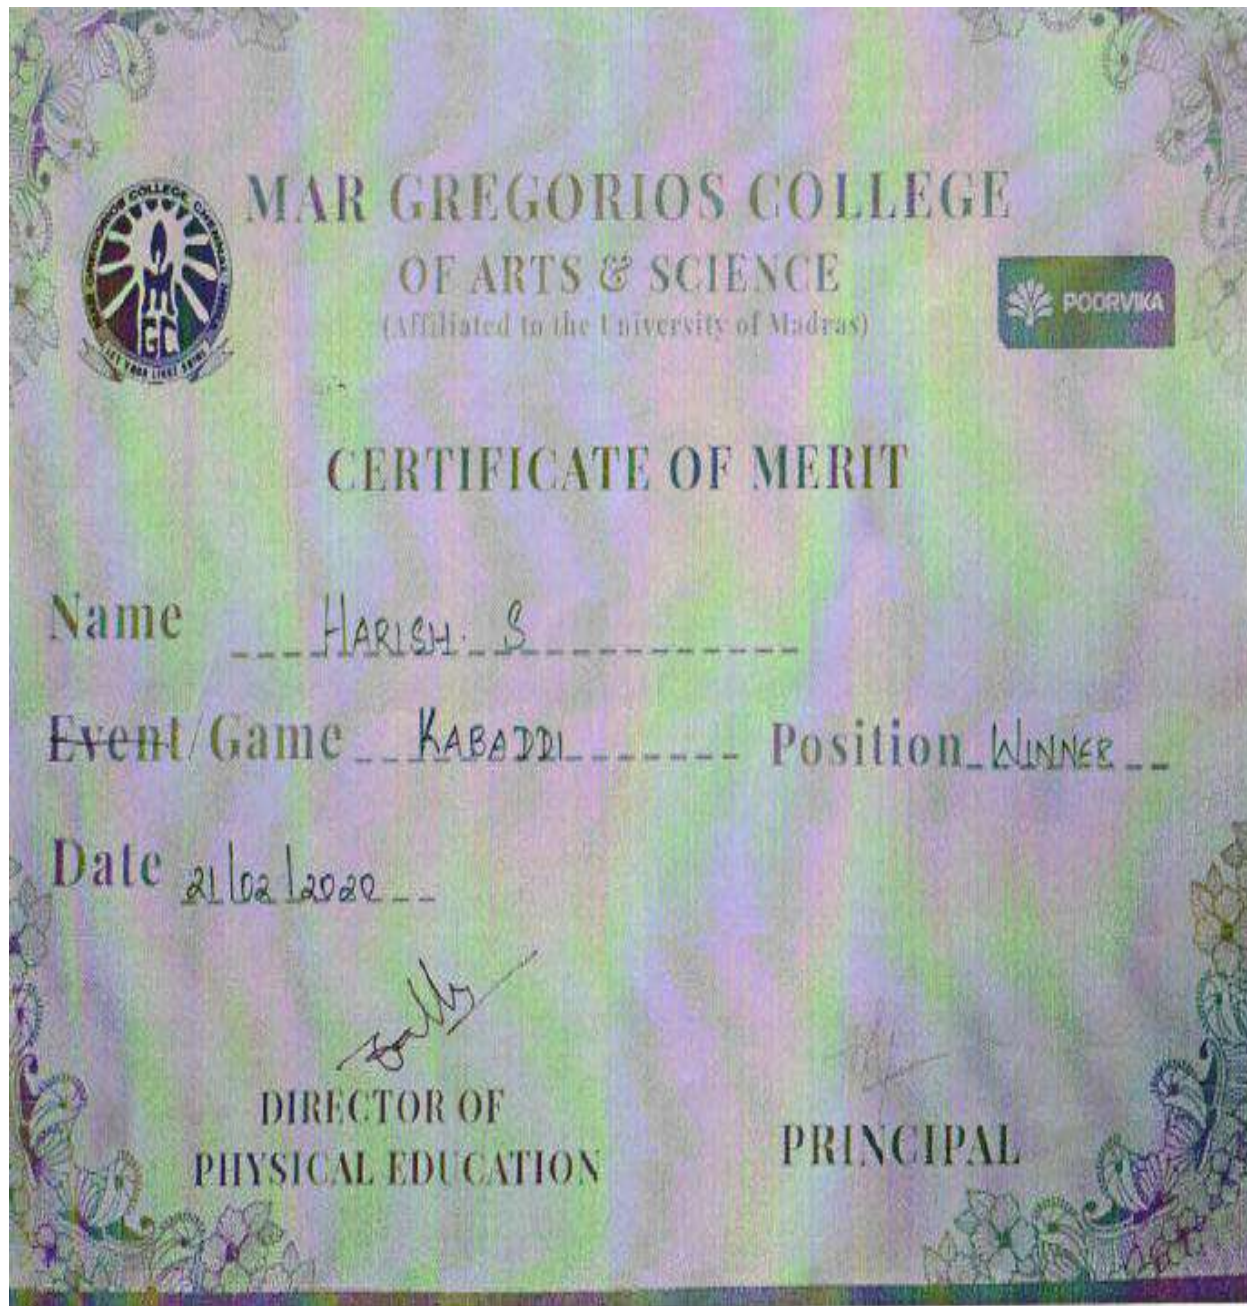 MAR GREGORIOS COLLEGE
OF ARTS & SCIENCE
(Affiliated to the University of Madras)
POORVIKA
CERTIFICATE OF MERIT
Name HARISH. S
Event/Game KABADDI Position WINNER
Date 21/02/2020
DIRECTOR OF
PHYSICAL EDUCATION
PRINCIPAL